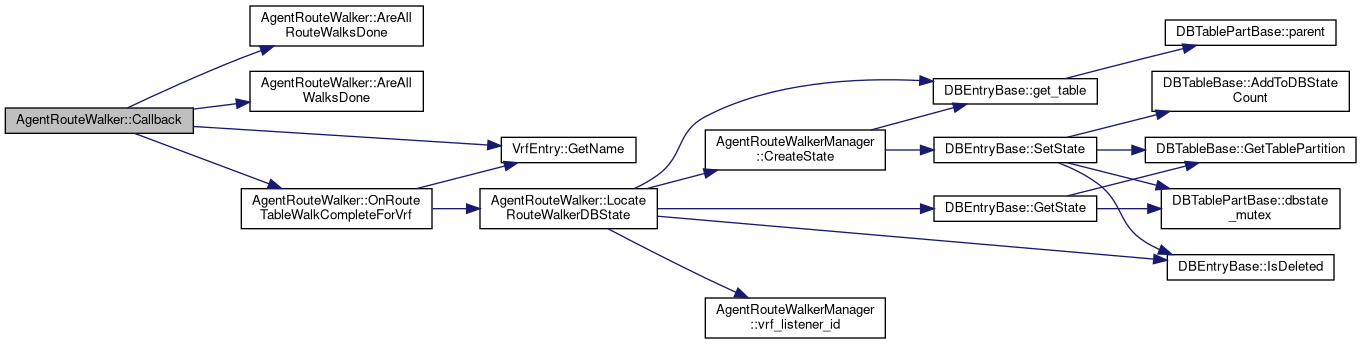 AgentRouteWalker::Callback
AgentRouteWalker::AreAll
RouteWalksDone
AgentRouteWalker::AreAll
WalksDone
VrfEntry::GetName
AgentRouteWalker::OnRoute
TableWalkCompleteForVrf
AgentRouteWalker::Locate
RouteWalkerDBState
DBEntryBase::get_table
DBTablePartBase::parent
AgentRouteWalkerManager
::CreateState
DBEntryBase::SetState
DBTableBase::AddToDBState
Count
DBTableBase::GetTablePartition
DBEntryBase::GetState
DBTablePartBase::dbstate
_mutex
DBEntryBase::IsDeleted
AgentRouteWalkerManager
::vrf_listener_id